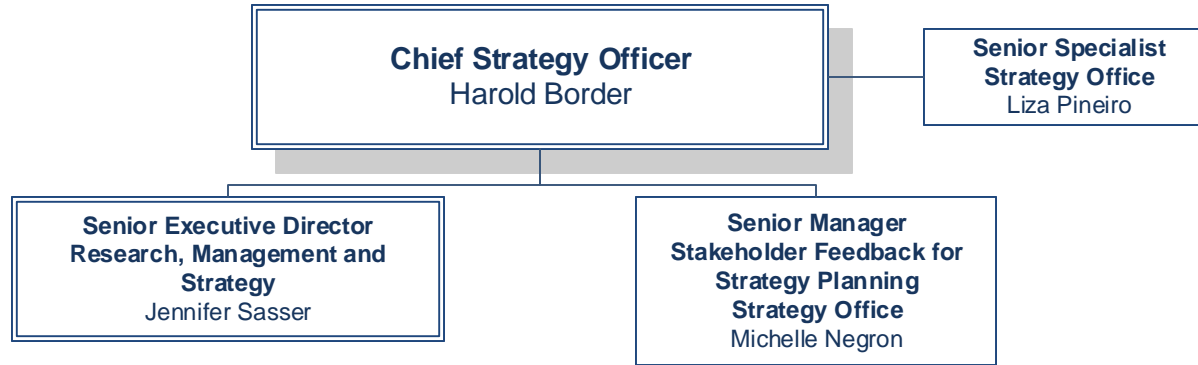 Chief Strategy Officer
Harold Border
Senior Specialist
Strategy Office
Liza Pineiro
Senior Executive Director
Research, Management and
Strategy
Jennifer Sasser
Senior Manager
Stakeholder Feedback for
Strategy Planning
Strategy Office
Michelle Negron